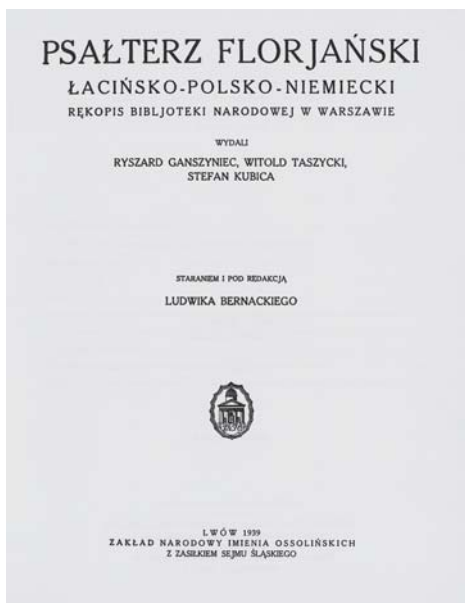 PSAŁTERZ FLORJAŃSKI
ŁACIŃSKO-POLSKO-NIEMIECKI
RĘKOPIS BIBLJOTEKI NARODOWEJ W WARSZAWIE
WYDALI
RYSZARD GANSZYNIEC, WITOLD TASZYCKI,
STEFAN KUBICA
STARANIEM I POD REDAKCJĄ
LUDWIKA BERNACKIEGO
LWÓW 1939
ZAKŁAD NARODOWY IMIENIA OSSOLIŃSKICH
Z ZASIŁKIEM SEJMU ŚLĄSKIEGO